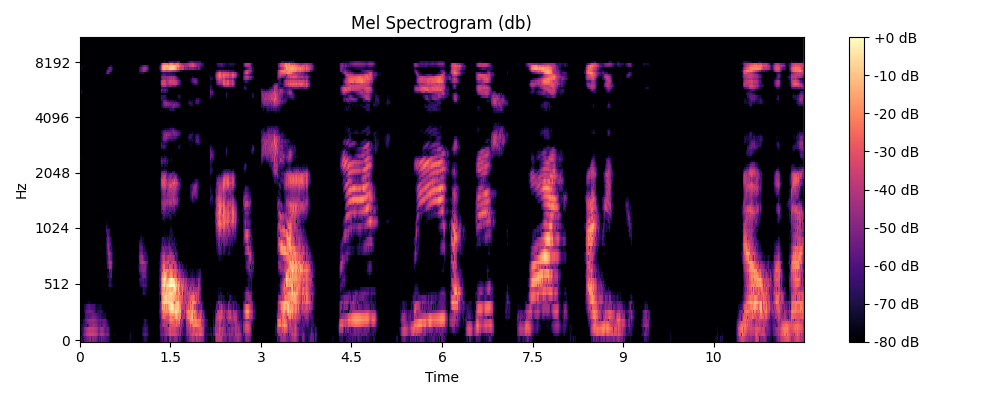 Mel Spectrogram (db)
8192
4096
2048
1024
512
0
Hz
0 1.5 3 4.5 6 7.5 9 10
Time
+0 dB
-10 dB
-20 dB
-30 dB
-40 dB
-50 dB
-60 dB
-70 dB
-80 dB